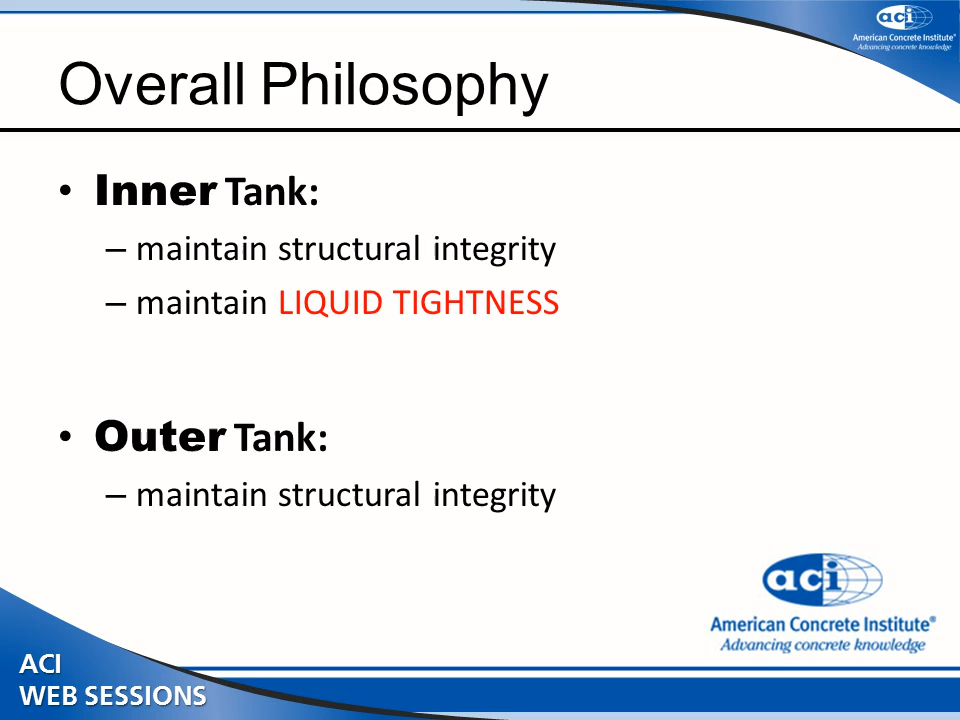 aci
American Concrete Institute®
Advancing concrete knowledge
Overall Philosophy
• Inner Tank:
– maintain structural integrity
– maintain LIQUID TIGHTNESS
• Outer Tank:
– maintain structural integrity
aci
American Concrete Institute®
Advancing concrete knowledge
ACI
WEB SESSIONS